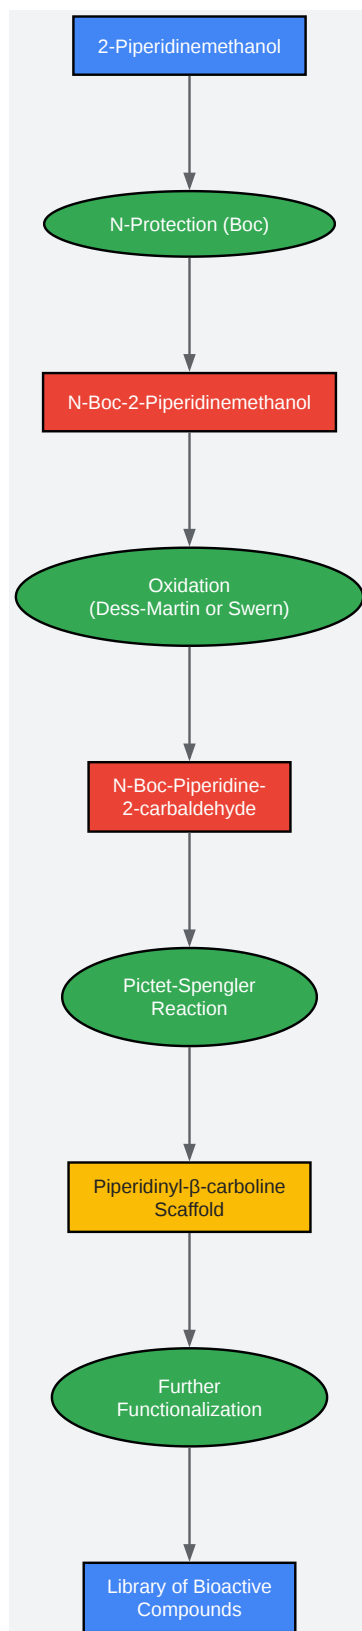 2-Piperidinemethanol
N-Protection (Boc)
N-Boc-2-Piperidinemethanol
Oxidation
(Dess-Martin or Swern)
N-Boc-Piperidine-
2-carbaldehyde
Pictet-Spengler
Reaction
Piperidinyl-β-carboline
Scaffold
Further
Functionalization
Library of Bioactive
Compounds